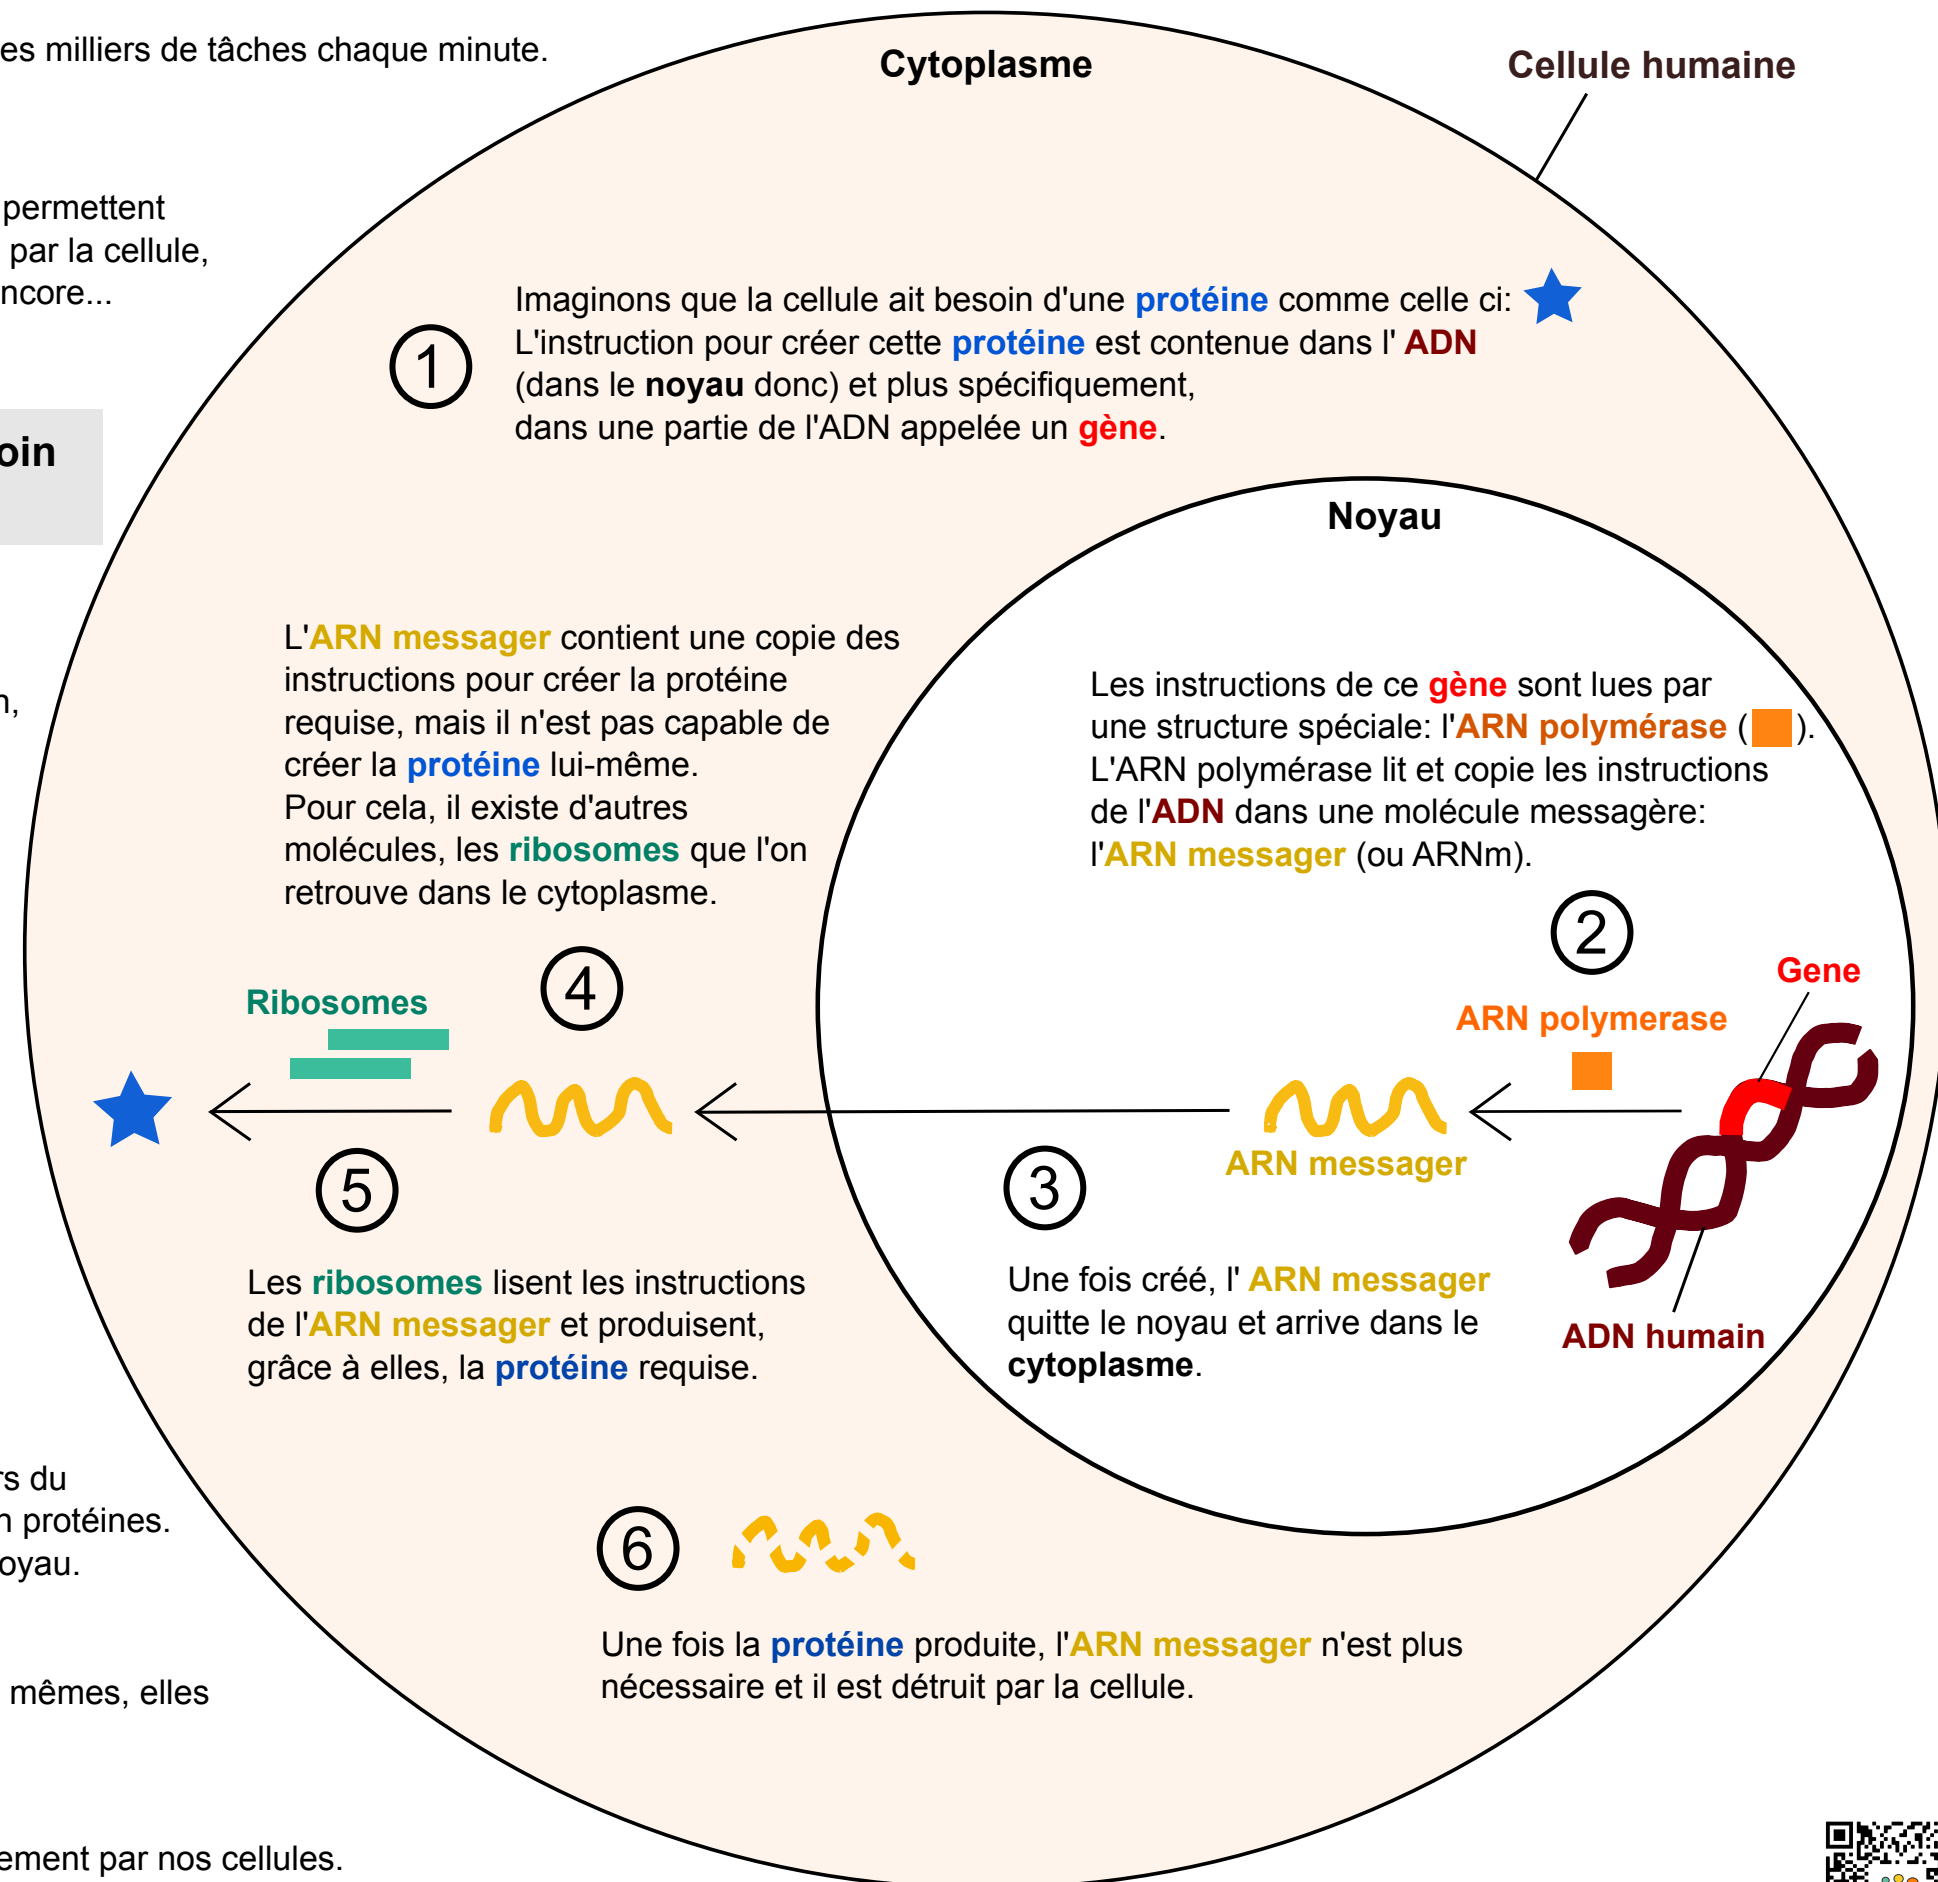 es milliers de tâches chaque minute.
permettent
par la cellule,
ncore...
oin
n,
rs du
n protéines.
oyau.
mêmes, elles
ement par nos cellules.
Cytoplasme
Cellule humaine
1
Imaginons que la cellule ait besoin d'une protéine comme celle ci:
L'instruction pour créer cette protéine est contenue dans l' ADN
(dans le noyau donc) et plus spécifiquement,
dans une partie de l'ADN appelée un gène.
Noyau
Les instructions de ce gène sont lues par
une structure spéciale: l'ARN polymérase ( ).
L'ARN polymérase lit et copie les instructions
de l'ADN dans une molécule messagère:
l'ARN messager (ou ARNm).
2
Gene
ARN polymerase
ARN messager
ADN humain
3
Une fois créé, l' ARN messager
quitte le noyau et arrive dans le
cytoplasme.
L'ARN messager contient une copie des
instructions pour créer la protéine
requise, mais il n'est pas capable de
créer la protéine lui-même.
Pour cela, il existe d'autres
molécules, les ribosomes que l'on
retrouve dans le cytoplasme.
4
Ribosomes
5
Les ribosomes lisent les instructions
de l'ARN messager et produisent,
grâce à elles, la protéine requise.
6
Une fois la protéine produite, l'ARN messager n'est plus
nécessaire et il est détruit par la cellule.